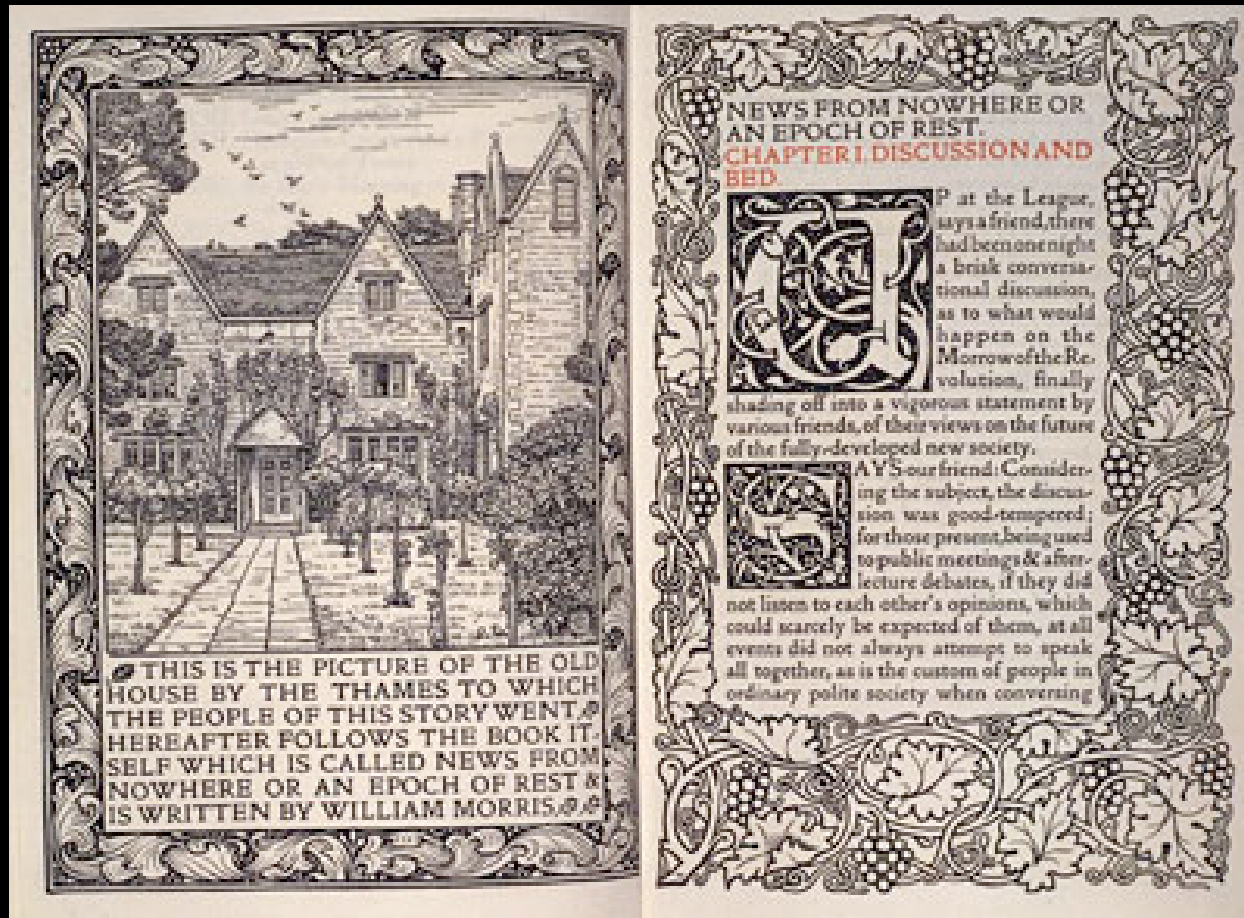 THIS IS THE PICTURE OF THE OLD
HOUSE BY THE THAMES TO WHICH
THE PEOPLE OF THIS STORY WENT
HEREAFTER FOLLOWS THE BOOK IT-
SELF WHICH IS CALLED NEWS FROM
NOWHERE OR AN EPOCH OF REST &
IS WRITTEN BY WILLIAM MORRIS
NEWS FROM NOWHERE OR
AN EPOCH OF REST.
CHAPTER I. DISCUSSION AND
BED.
UP at the League,
says a friend, there
had been one night
a brisk conversa-
tional discussion,
as to what would
happen on the
Morrow of the Re-
volution, finally
shading off into a vigorous statement by
various friends, of their views on the future
of the fully-developed new society.
SAYS our friend: Consider-
ing the subject, the discus-
sion was good-tempered;
for those present, being used
to public meetings & after-
lecture debates, if they did
not listen to each other's opinions, which
could scarcely be expected of them, at all
events did not always attempt to speak
all together, as is the custom of people in
ordinary polite society when conversing